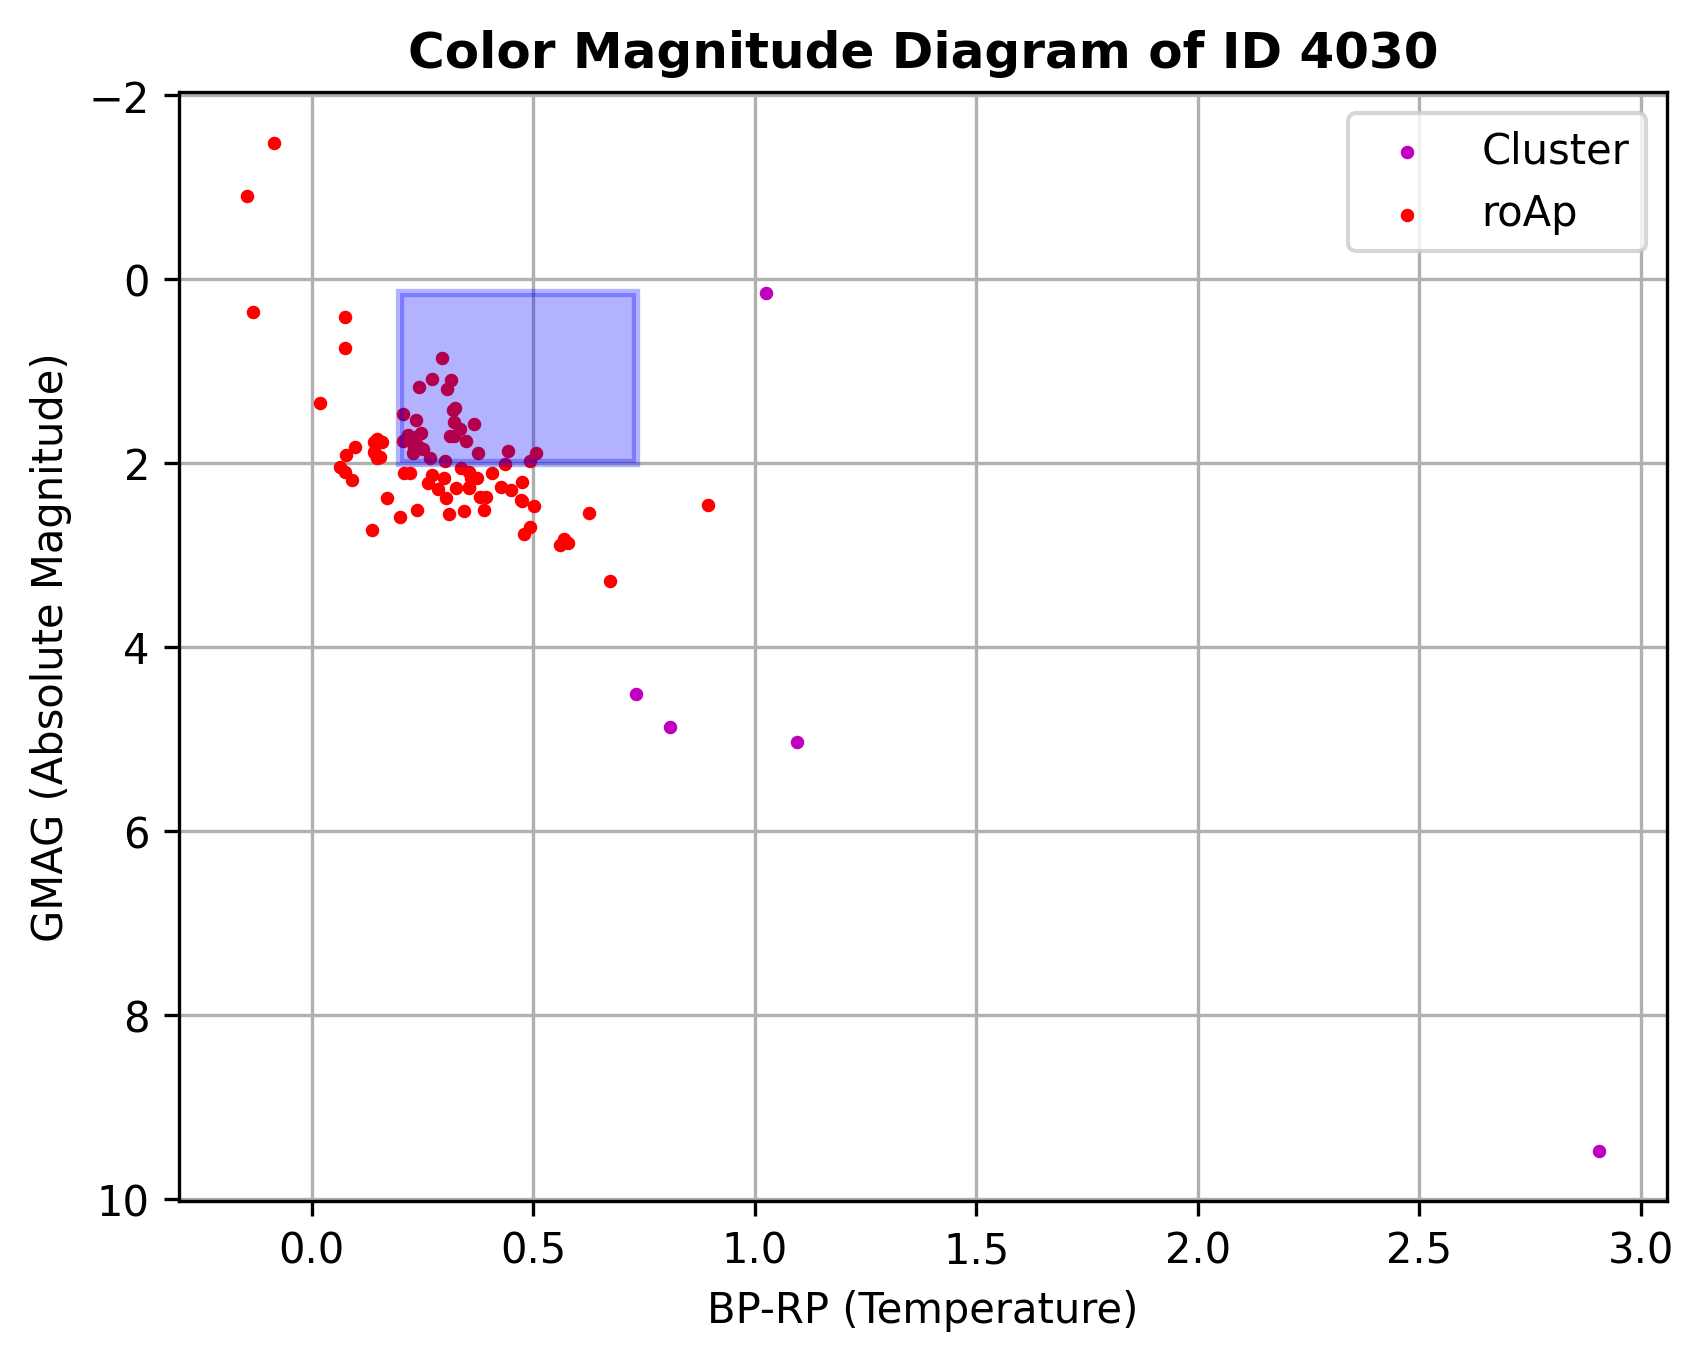 Color Magnitude Diagram of ID 4030
Cluster
roAp
GMAG (Absolute Magnitude)
−2
0
2
4
6
8
10
0.0 0.5 1.0 1.5 2.0 2.5 3.0
BP-RP (Temperature)